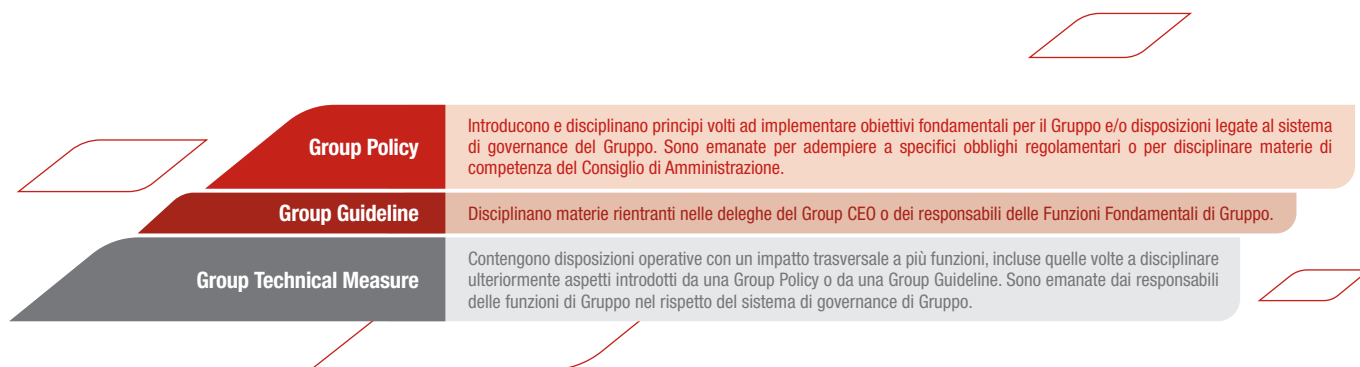 Group Policy
Introducono e disciplinano principi volti ad implementare obiettivi fondamentali per il Gruppo e/o disposizioni legate al sistema
di governance del Gruppo. Sono emanate per adempiere a specifici obblighi regolamentari o per disciplinare materie di
competenza del Consiglio di Amministrazione.
Group Guideline
Disciplinano materie rientranti nelle deleghe del Group CEO o dei responsabili delle Funzioni Fondamentali di Gruppo.
Group Technical Measure
Contengono disposizioni operative con un impatto trasversale a più funzioni, incluse quelle volte a disciplinare
ulteriormente aspetti introdotti da una Group Policy o da una Group Guideline. Sono emanate dai responsabili
delle funzioni di Gruppo nel rispetto del sistema di governance di Gruppo.